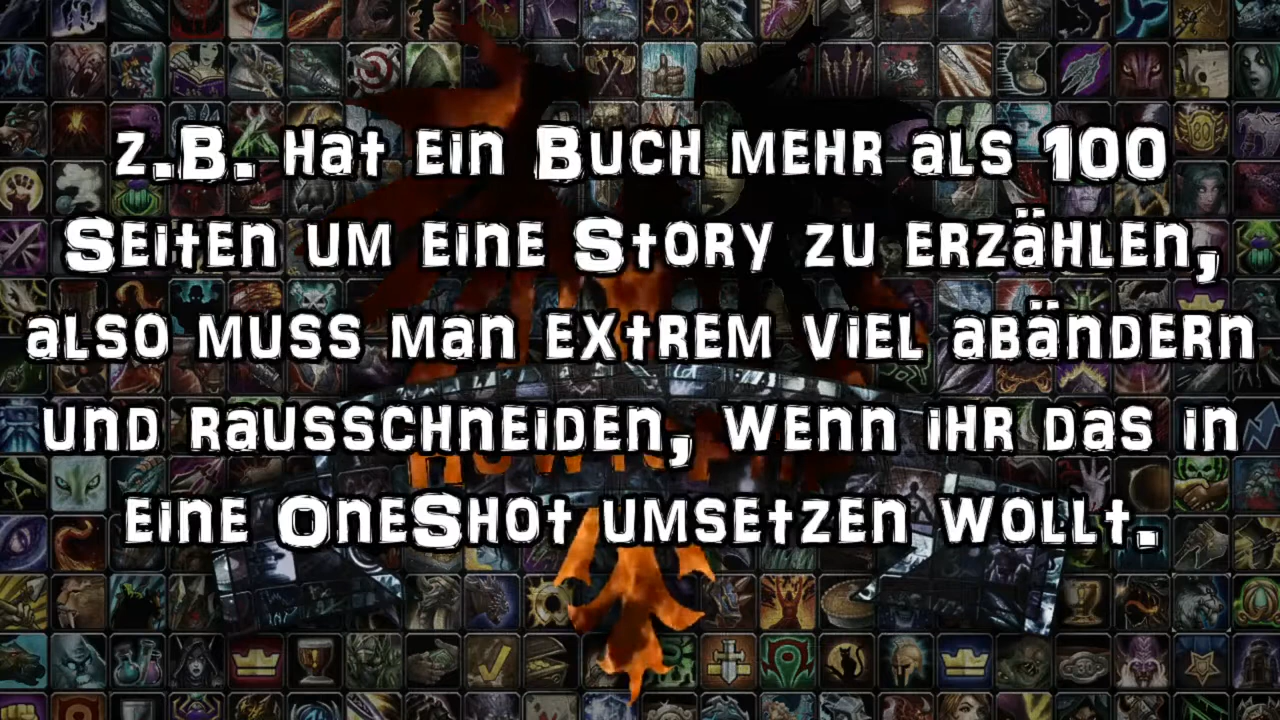 z.B. hat ein Buch mehr als 100
Seiten um eine Story zu erzählen,
also muss man extrem viel abändern
und rausschneiden, wenn ihr das in
eine OneShot umsetzen wollt.
80